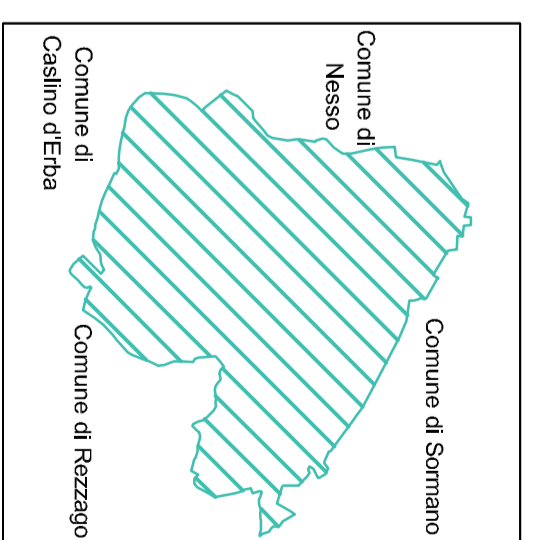 Comune di
Nesso
Comune di Sormano
Comune di
Caslino d'Erba
Comune di Rezzago